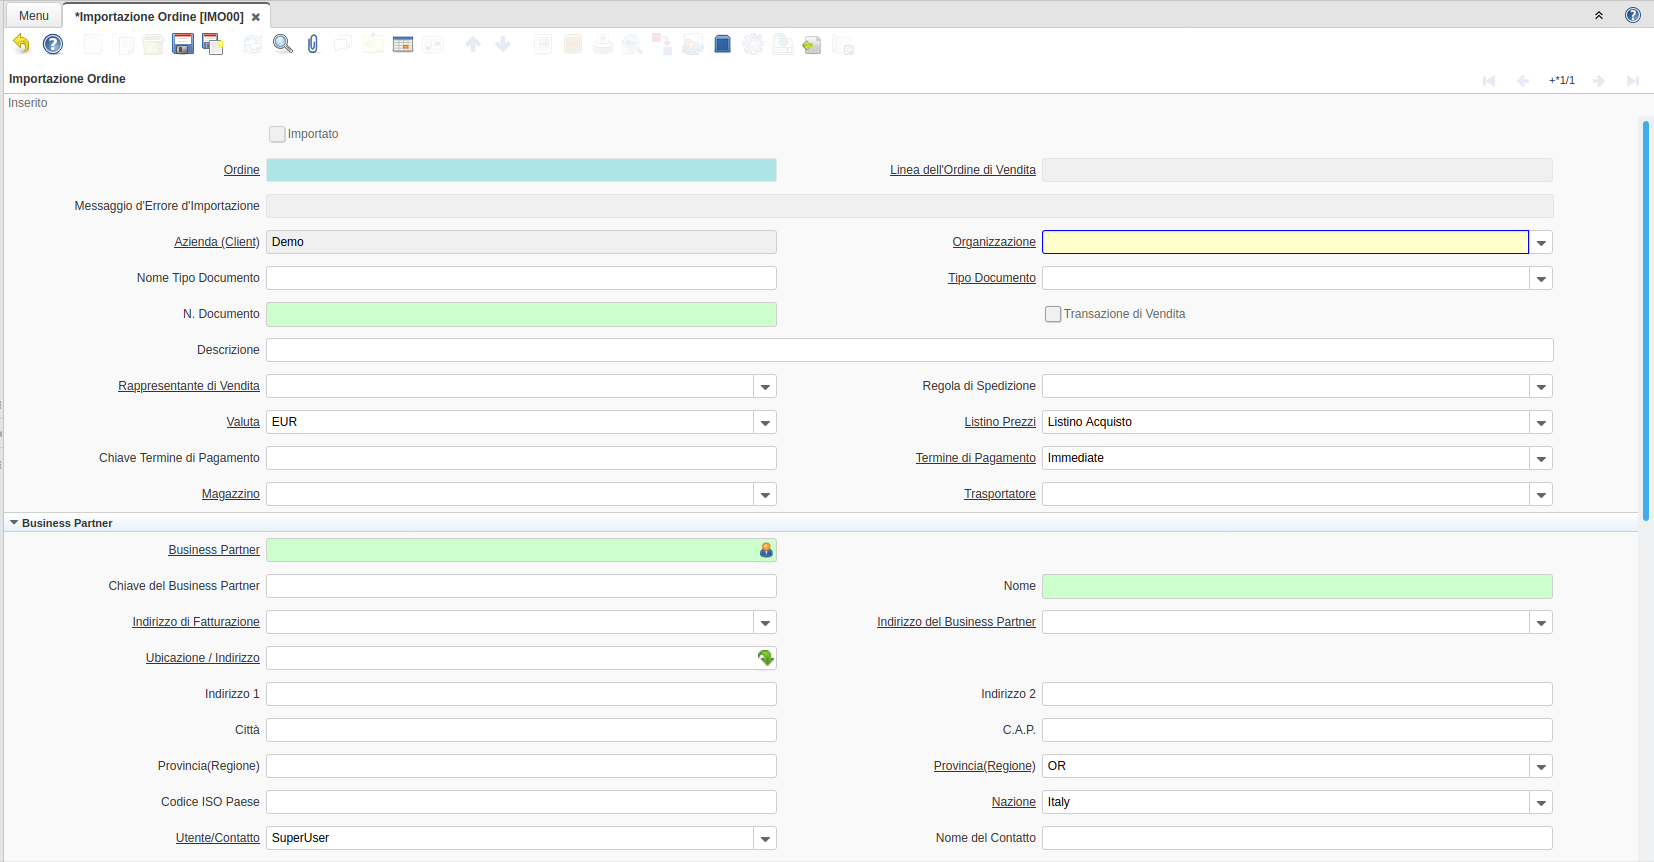 Menu
*Importazione Ordine [IMO00]
Importazione Ordine
+*1/1
Inserito
Importato
Ordine
Linea dell'Ordine di Vendita
Messaggio d'Errore d'Importazione
Azienda (Client) Demo
Organizzazione
Nome Tipo Documento
Tipo Documento
N. Documento
Transazione di Vendita
Descrizione
Rappresentante di Vendita
Regola di Spedizione
Valuta EUR
Listino Prezzi Listino Acquisto
Chiave Termine di Pagamento
Termine di Pagamento Immediate
Magazzino
Trasportatore
Business Partner
Business Partner
Chiave del Business Partner
Nome
Indirizzo di Fatturazione
Indirizzo del Business Partner
Ubicazione / Indirizzo
Indirizzo 1
Indirizzo 2
Città
C.A.P.
Provincia(Regione)
Provincia(Regione) OR
Codice ISO Paese
Nazione Italy
Utente/Contatto SuperUser
Nome del Contatto